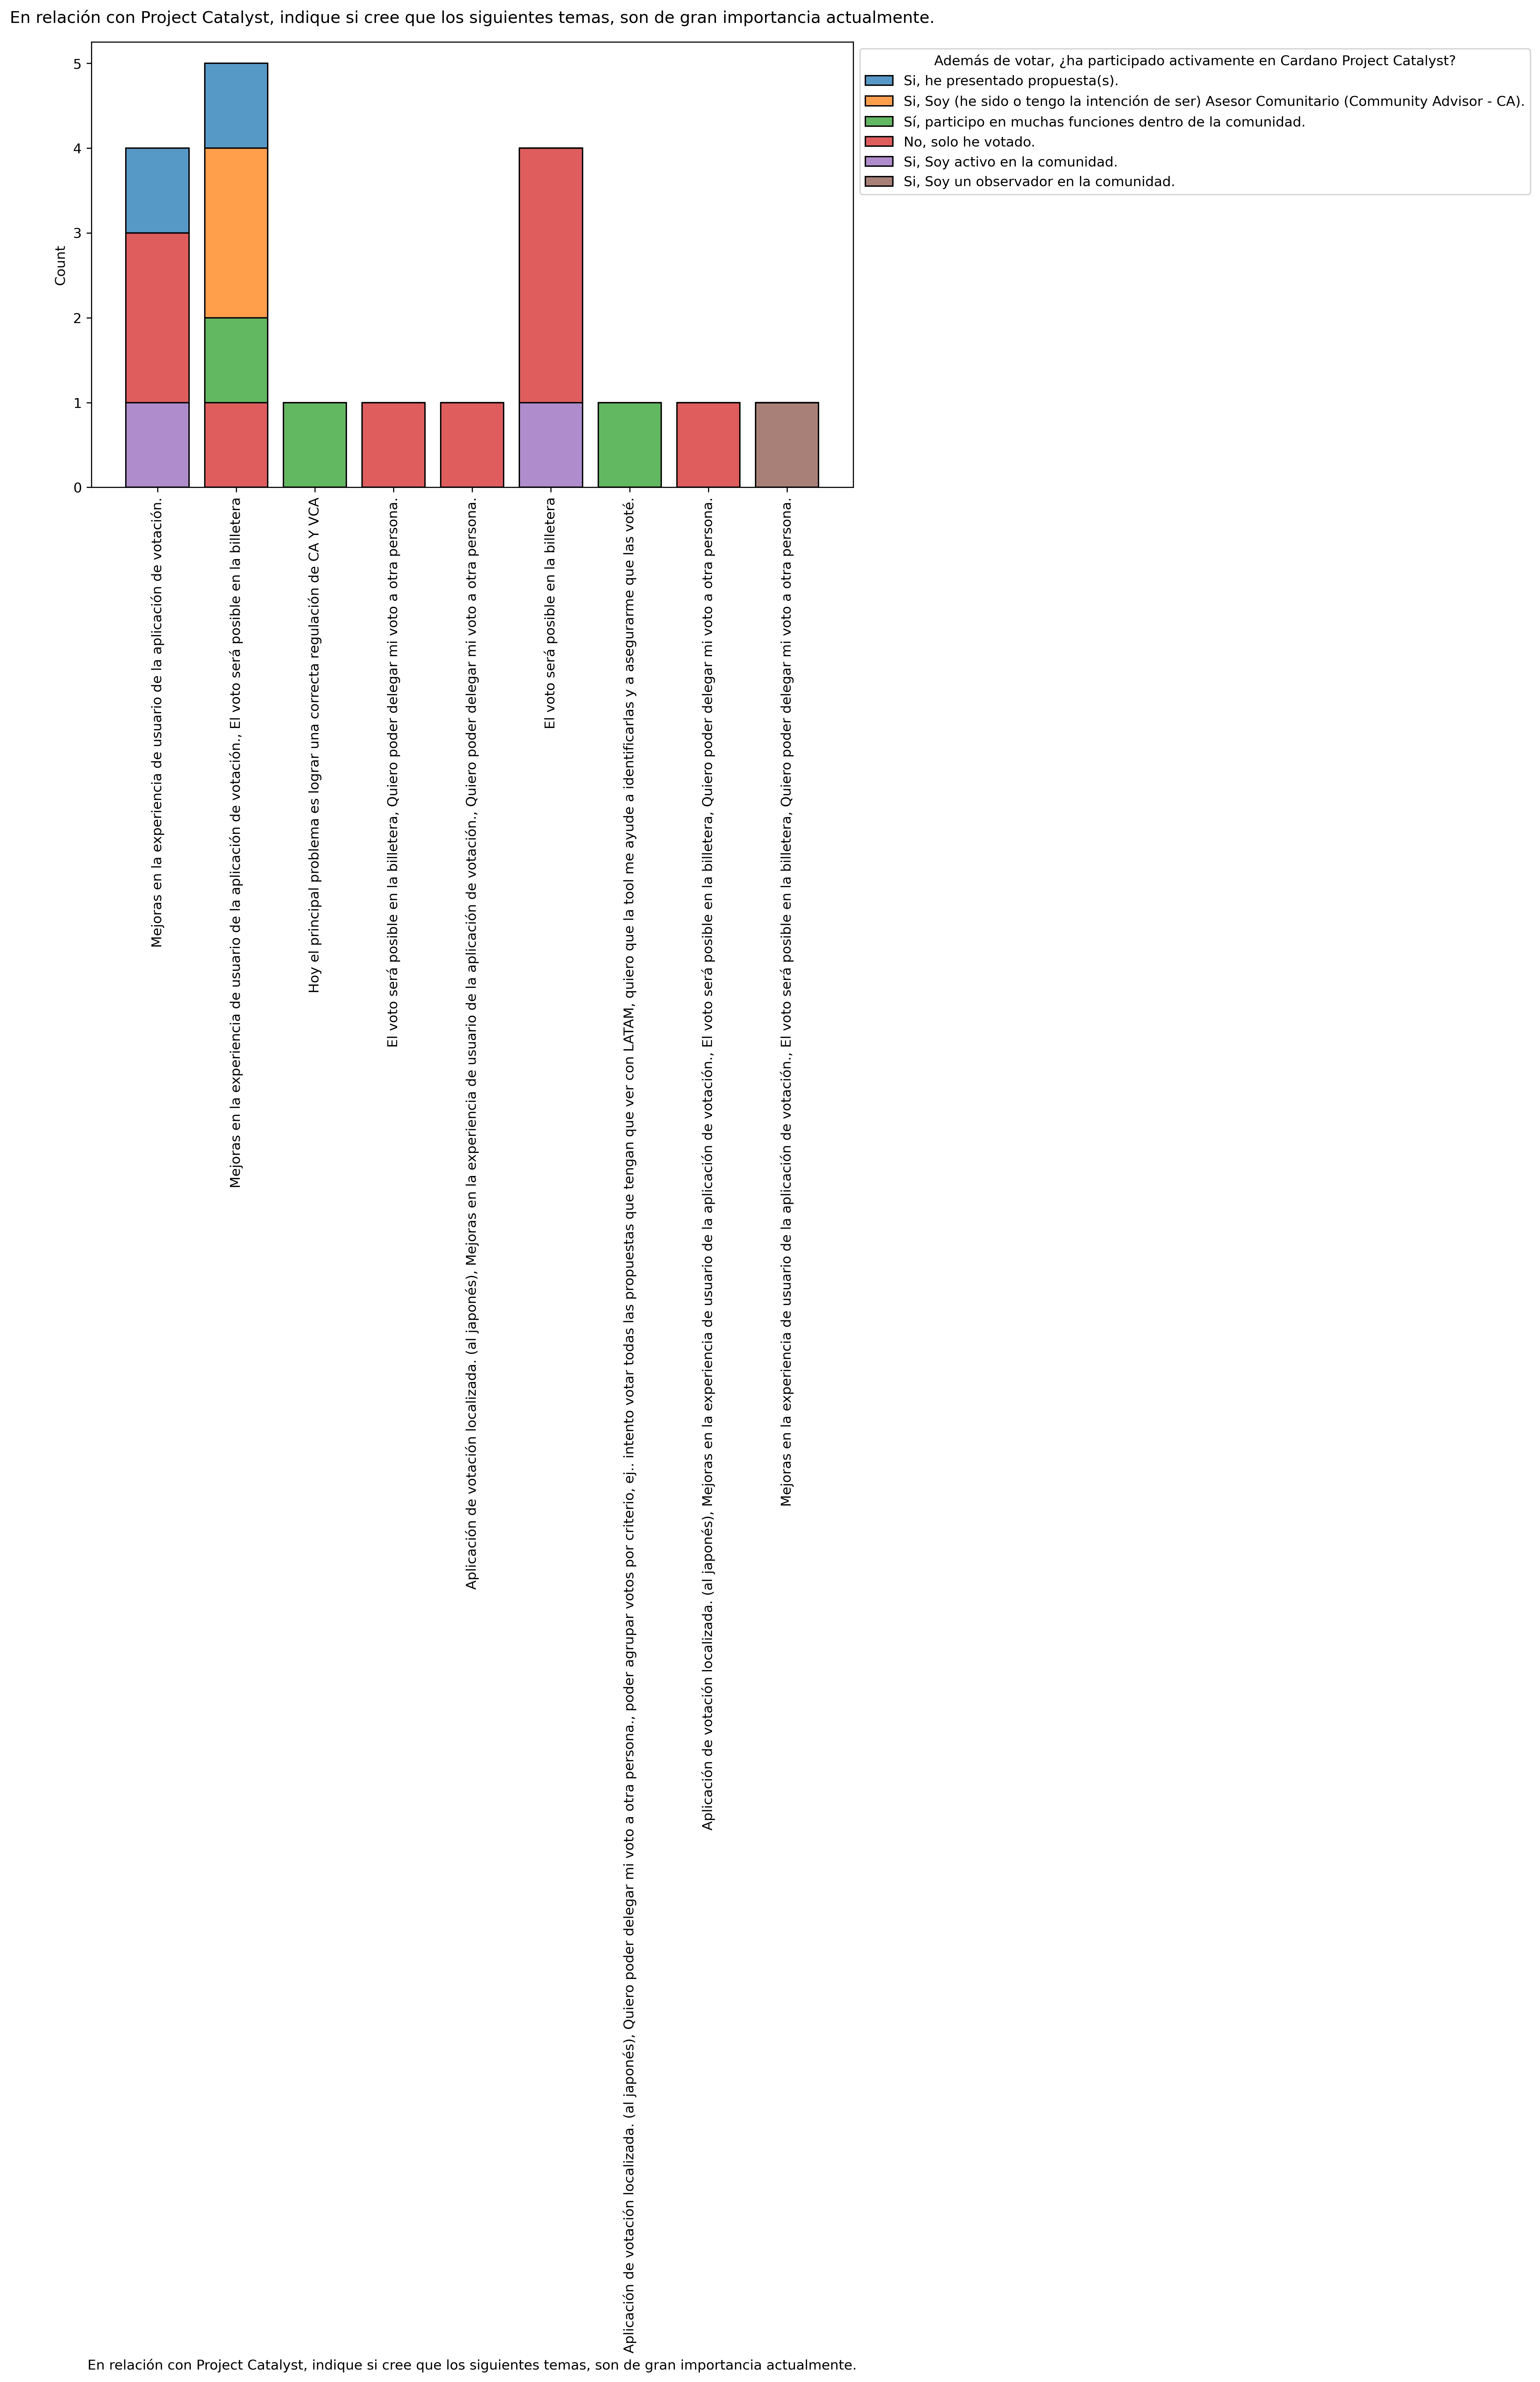 En relación con Project Catalyst, indique si cree que los siguientes temas, son de gran importancia actualmente.
Además de votar, ¿ha participado activamente en Cardano Project Catalyst?
Si, he presentado propuesta(s).
Si, Soy (he sido o tengo la intención de ser) Asesor Comunitario (Community Advisor - CA).
Sí, participo en muchas funciones dentro de la comunidad.
No, solo he votado.
Si, Soy activo en la comunidad.
Si, Soy un observador en la comunidad.
Count
5
4
3
2
1
0
Mejoras en la experiencia de usuario de la aplicación de votación.
Mejoras en la experiencia de usuario de la aplicación de votación., El voto será posible en la billetera
Hoy el principal problema es lograr una correcta regulación de CA Y VCA
El voto será posible en la billetera, Quiero poder delegar mi voto a otra persona.
Aplicación de votación localizada. (al japonés), Mejoras en la experiencia de usuario de la aplicación de votación., Quiero poder delegar mi voto a otra persona.
El voto será posible en la billetera
Aplicación de votación localizada. (al japonés), Quiero poder delegar mi voto a otra persona., poder agrupar votos por criterio, ej.. intento votar todas las propuestas que tengan que ver con LATAM, quiero que la tool me ayude a identificarlas y a asegurarme que las voté.
Aplicación de votación localizada. (al japonés), Mejoras en la experiencia de usuario de la aplicación de votación., El voto será posible en la billetera, Quiero poder delegar mi voto a otra persona.
Mejoras en la experiencia de usuario de la aplicación de votación., El voto será posible en la billetera, Quiero poder delegar mi voto a otra persona.
En relación con Project Catalyst, indique si cree que los siguientes temas, son de gran importancia actualmente.